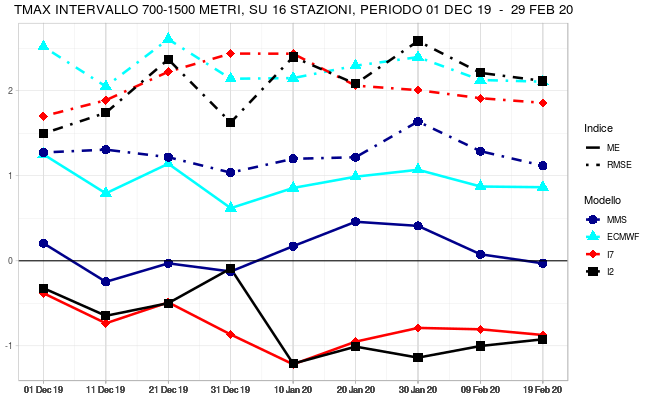 TMAX INTERVALLO 700-1500 METRI, SU 16 STAZIONI, PERIODO 01 DEC 19 - 29 FEB 20
2
1
0
-1
01 Dec 19 11 Dec 19 21 Dec 19 31 Dec 19 10 Jan 20 20 Jan 20 30 Jan 20 09 Feb 20 19 Feb 20
Indice
ME
RMSE
Modello
MMS
ECMWF
I7
I2